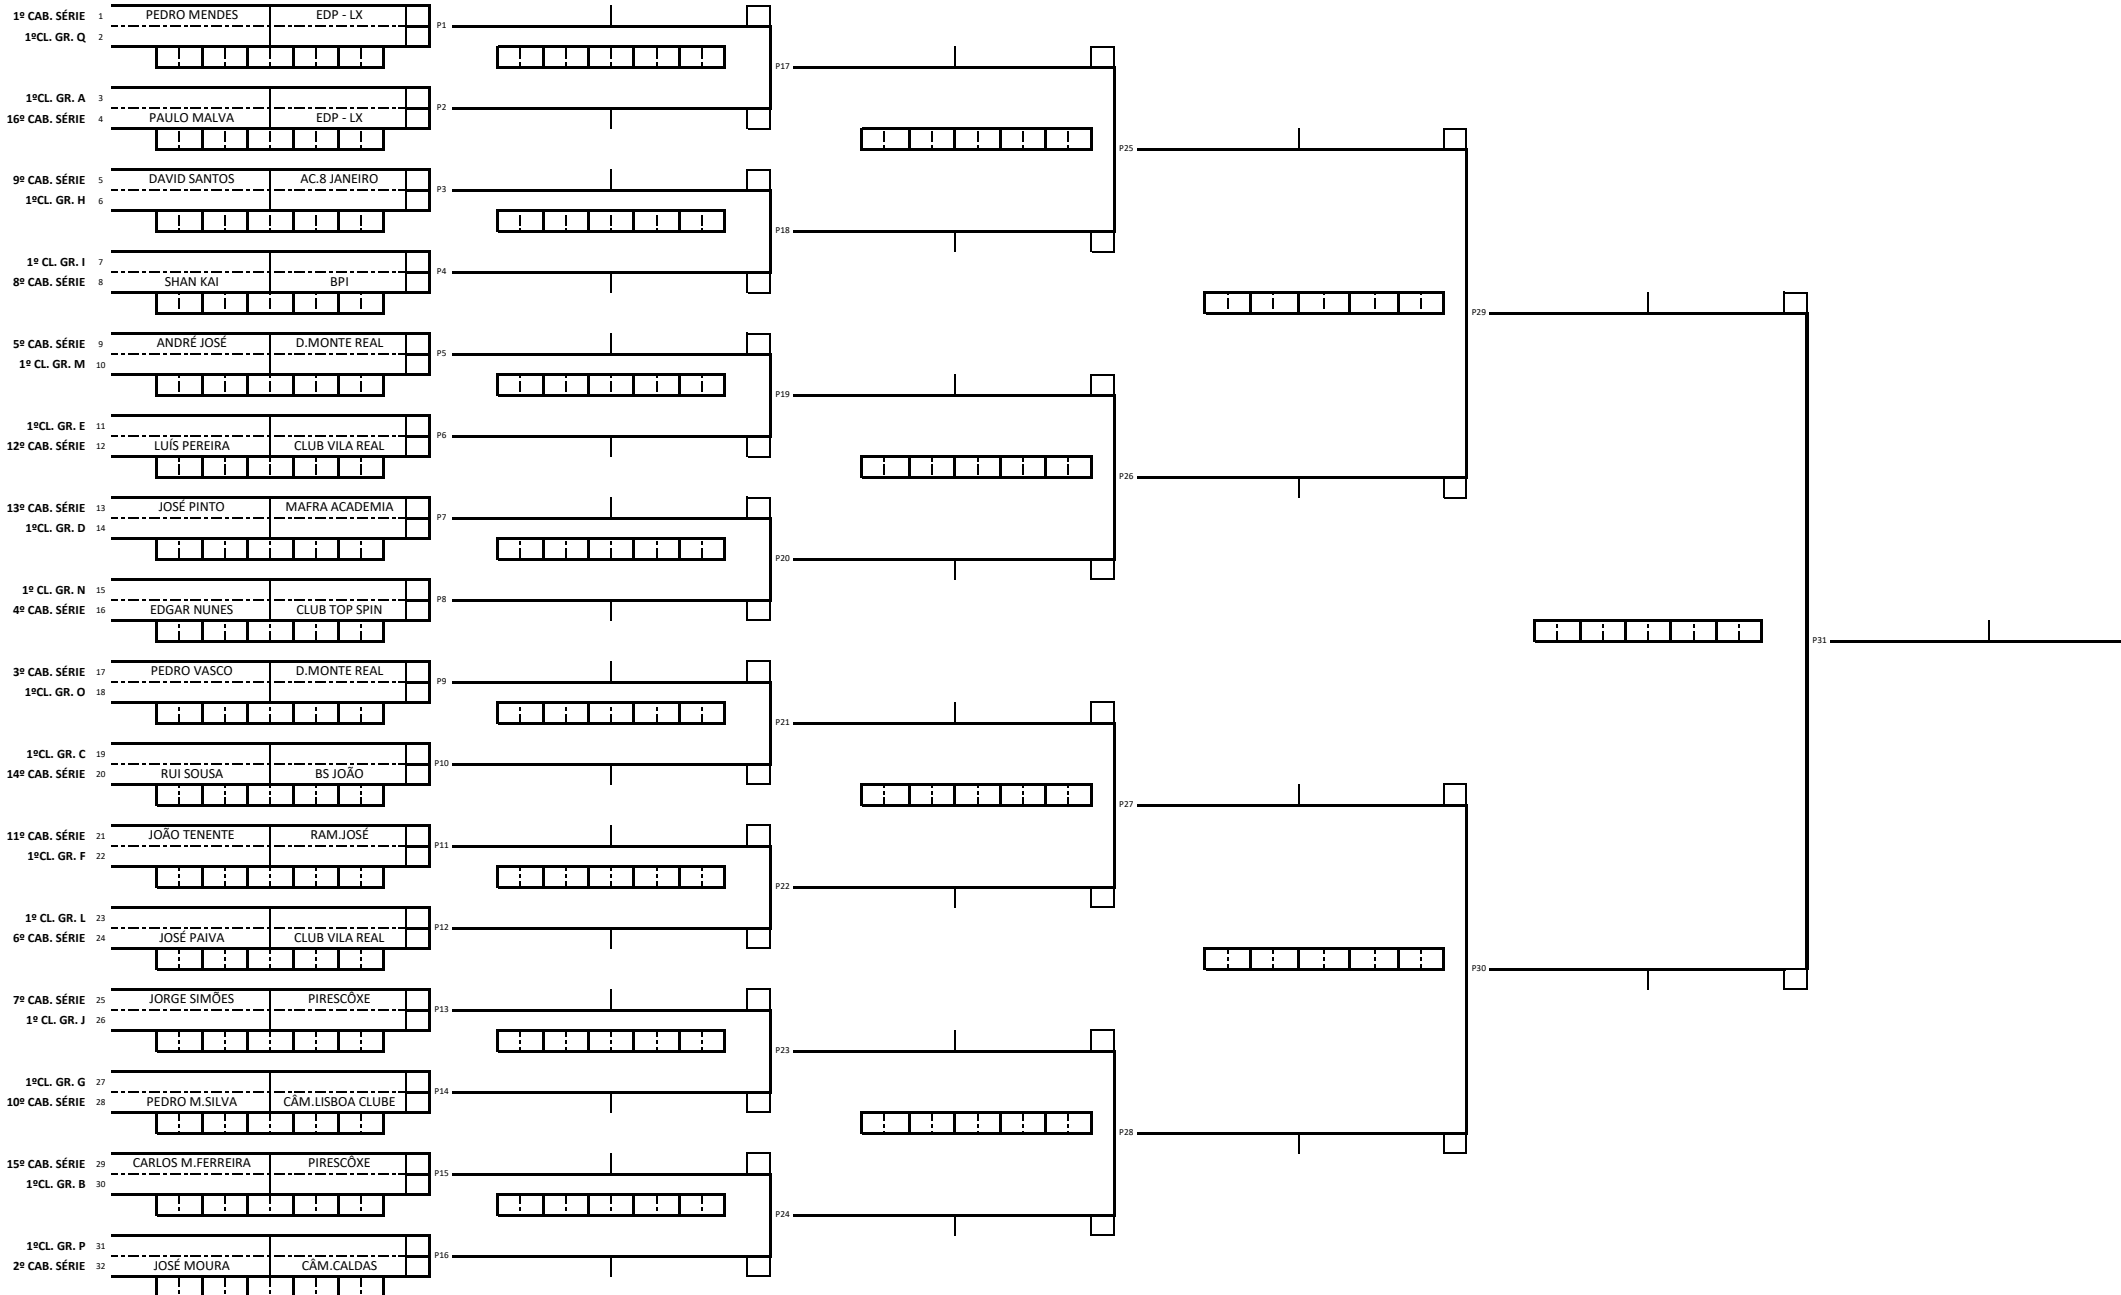 1º CAB. SÉRIE 1 PEDRO MENDES EDP - LX
P1
1ºCL. GR. Q 2
P17
1ºCL. GR. A 3
P2
16º CAB. SÉRIE 4 PAULO MALVA EDP - LX
P25
9º CAB. SÉRIE 5 DAVID SANTOS AC.8 JANEIRO
P3
1ºCL. GR. H 6
P18
1º CL. GR. I 7
P4
8º CAB. SÉRIE 8 SHAN KAI BPI
P29
5º CAB. SÉRIE 9 ANDRÉ JOSÉ D.MONTE REAL
P5
1º CL. GR. M 10
P19
1ºCL. GR. E 11
P6
12º CAB. SÉRIE 12 LUÍS PEREIRA CLUB VILA REAL
P26
13º CAB. SÉRIE 13 JOSÉ PINTO MAFRA ACADEMIA
P7
1ºCL. GR. D 14
P20
1º CL. GR. N 15
P8
4º CAB. SÉRIE 16 EDGAR NUNES CLUB TOP SPIN
P31
3º CAB. SÉRIE 17 PEDRO VASCO D.MONTE REAL
P9
1ºCL. GR. O 18
P21
1ºCL. GR. C 19
P10
14º CAB. SÉRIE 20 RUI SOUSA BS JOÃO
P27
11º CAB. SÉRIE 21 JOÃO TENENTE RAM.JOSÉ
P11
1ºCL. GR. F 22
P22
1º CL. GR. L 23
P12
6º CAB. SÉRIE 24 JOSÉ PAIVA CLUB VILA REAL
P30
7º CAB. SÉRIE 25 JORGE SIMÕES PIRESCÔXE
P13
1º CL. GR. J 26
P23
1ºCL. GR. G 27
P14
10º CAB. SÉRIE 28 PEDRO M.SILVA CÂM.LISBOA CLUBE
P28
15º CAB. SÉRIE 29 CARLOS M.FERREIRA PIRESCÔXE
P15
1ºCL. GR. B 30
P24
1ºCL. GR. P 31
P16
2º CAB. SÉRIE 32 JOSÉ MOURA CÂM.CALDAS